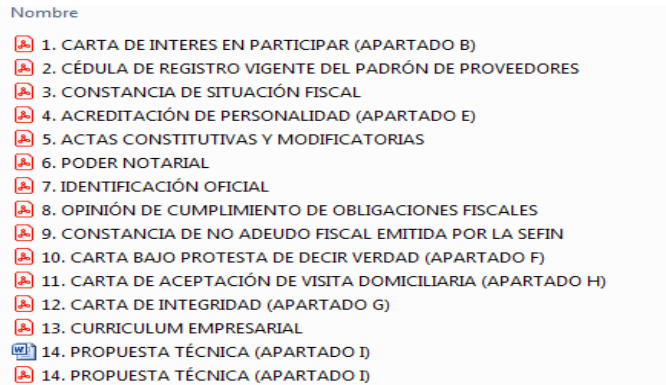 Nombre
1. CARTA DE INTERES EN PARTICIPAR (APARTADO B)
2. CÉDULA DE REGISTRO VIGENTE DEL PADRÓN DE PROVEEDORES
3. CONSTANCIA DE SITUACIÓN FISCAL
4. ACREDITACIÓN DE PERSONALIDAD (APARTADO E)
5. ACTAS CONSTITUTIVAS Y MODIFICATORIAS
6. PODER NOTARIAL
7. IDENTIFICACIÓN OFICIAL
8. OPINIÓN DE CUMPLIMIENTO DE OBLIGACIONES FISCALES
9. CONSTANCIA DE NO ADEUDO FISCAL EMITIDA POR LA SEFIN
10. CARTA BAJO PROTESTA DE DECIR VERDAD (APARTADO F)
11. CARTA DE ACEPTACIÓN DE VISITA DOMICILIARIA (APARTADO H)
12. CARTA DE INTEGRIDAD (APARTADO G)
13. CURRICULUM EMPRESARIAL
14. PROPUESTA TÉCNICA (APARTADO I)
14. PROPUESTA TÉCNICA (APARTADO I)